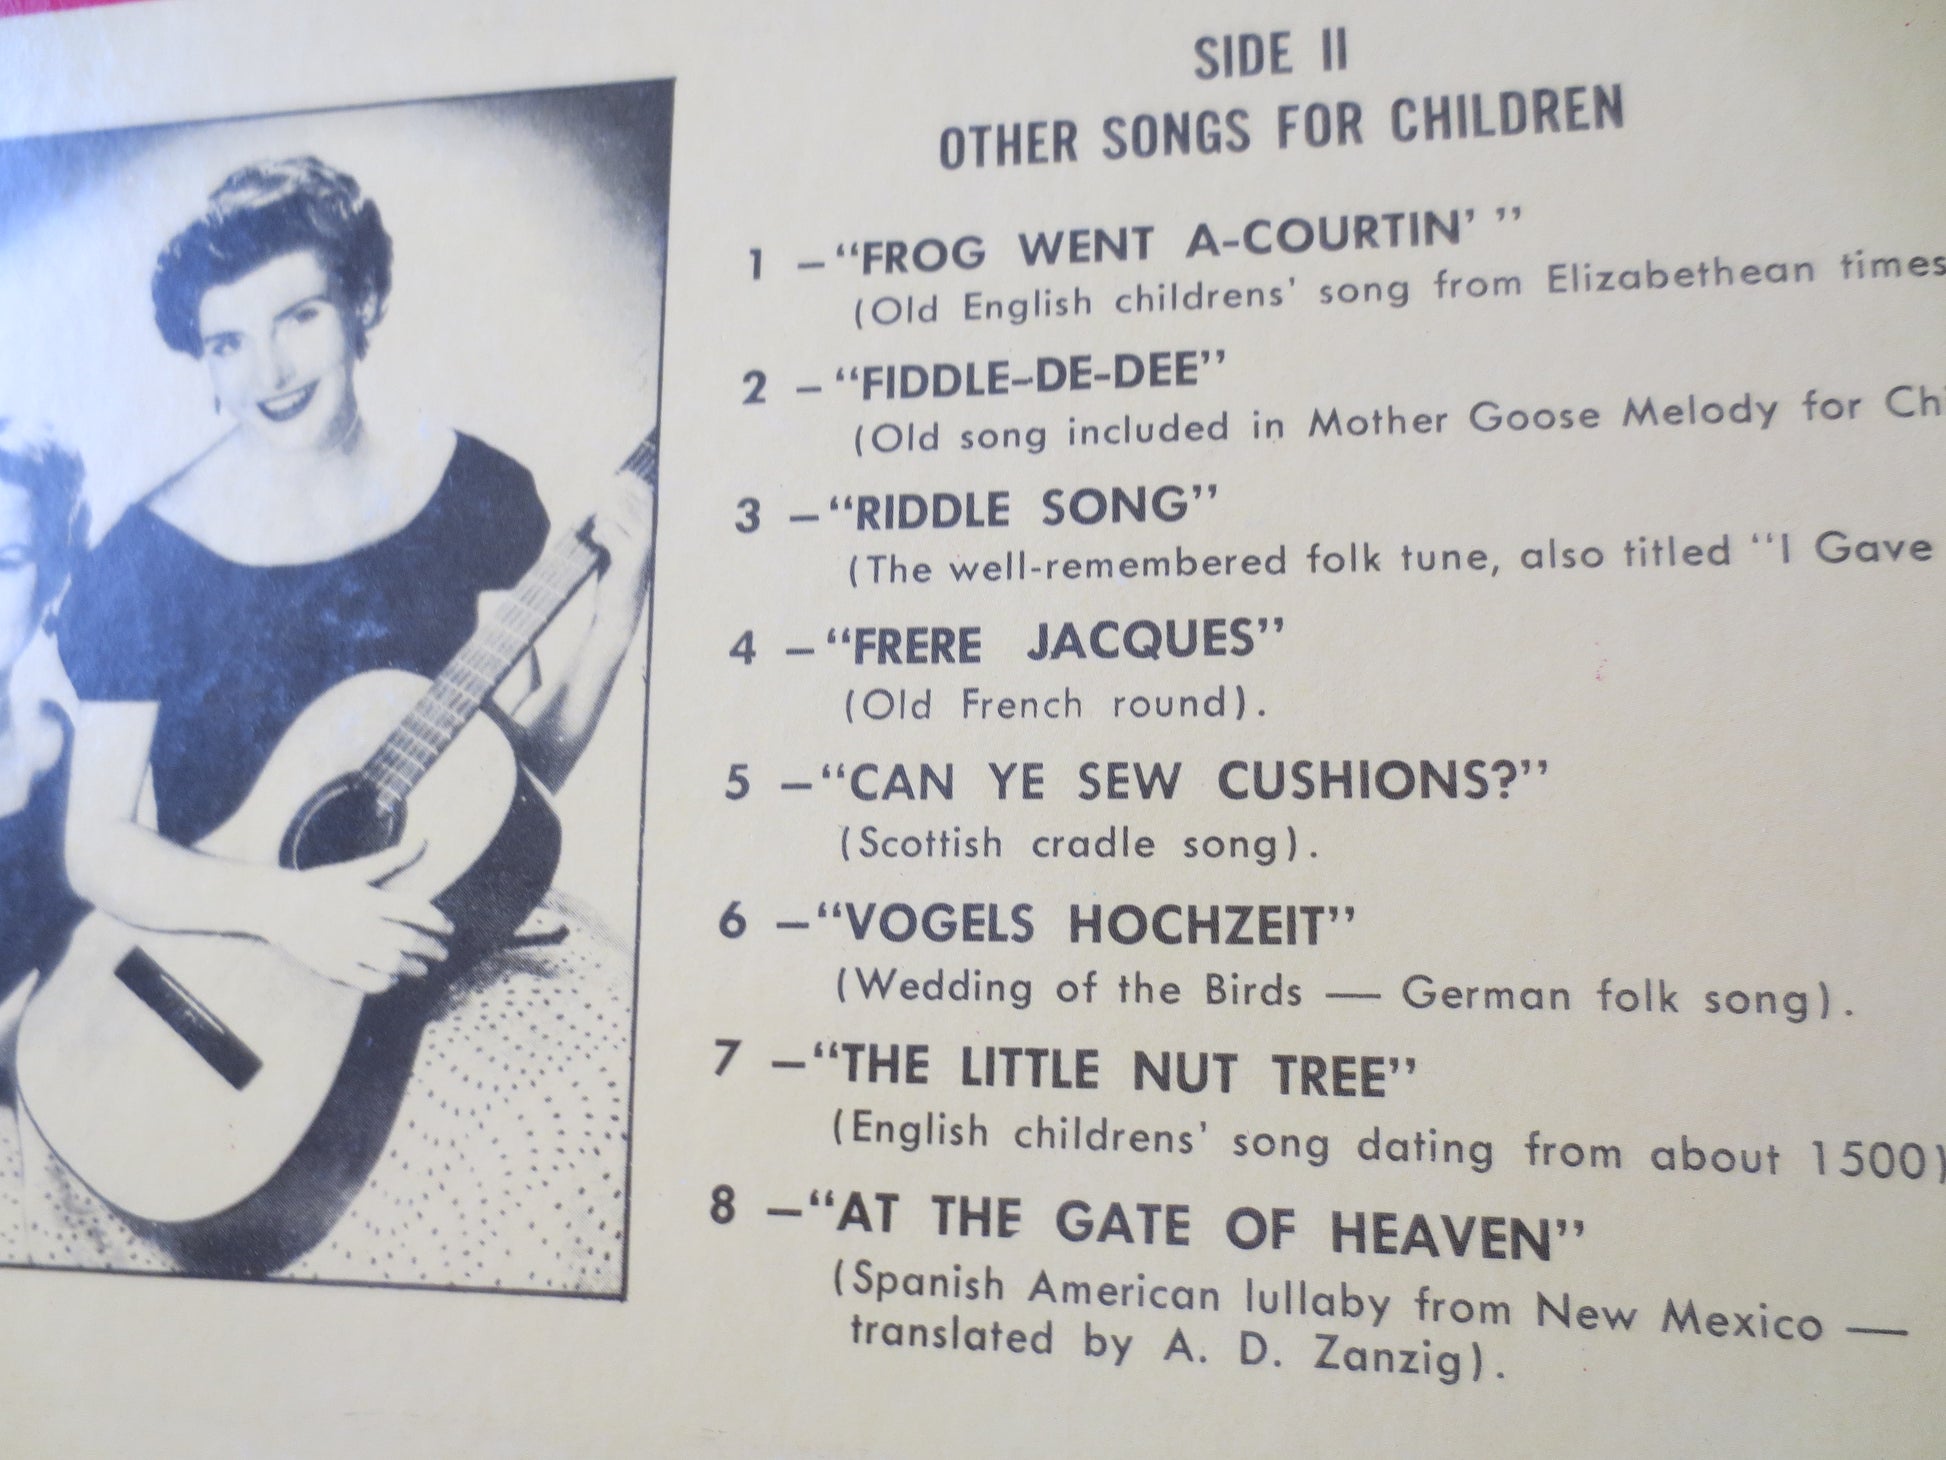 SIDE II
OTHER SONGS FOR CHILDREN
1 – “FROG WENT A-COURTIN’ ”
(Old English childrens’ song from Elizabethean times
2 – “FIDDLE-DE-DEE”
(Old song included in Mother Goose Melody for
3 – “RIDDLE SONG”
(The well-remembered folk tune, also titled “I Gave
4 – “FRERE JACQUES”
(Old French round).
5 – “CAN YE SEW CUSHIONS?”
(Scottish cradle song).
6 – “VOGELS HOCHZEIT”
(Wedding of the Birds — German folk song).
7 – “THE LITTLE NUT TREE”
(English childrens’ song dating from about 1500)
8 – “AT THE GATE OF HEAVEN”
(Spanish American lullaby from New Mexico —
translated by A. D. Zanzig).